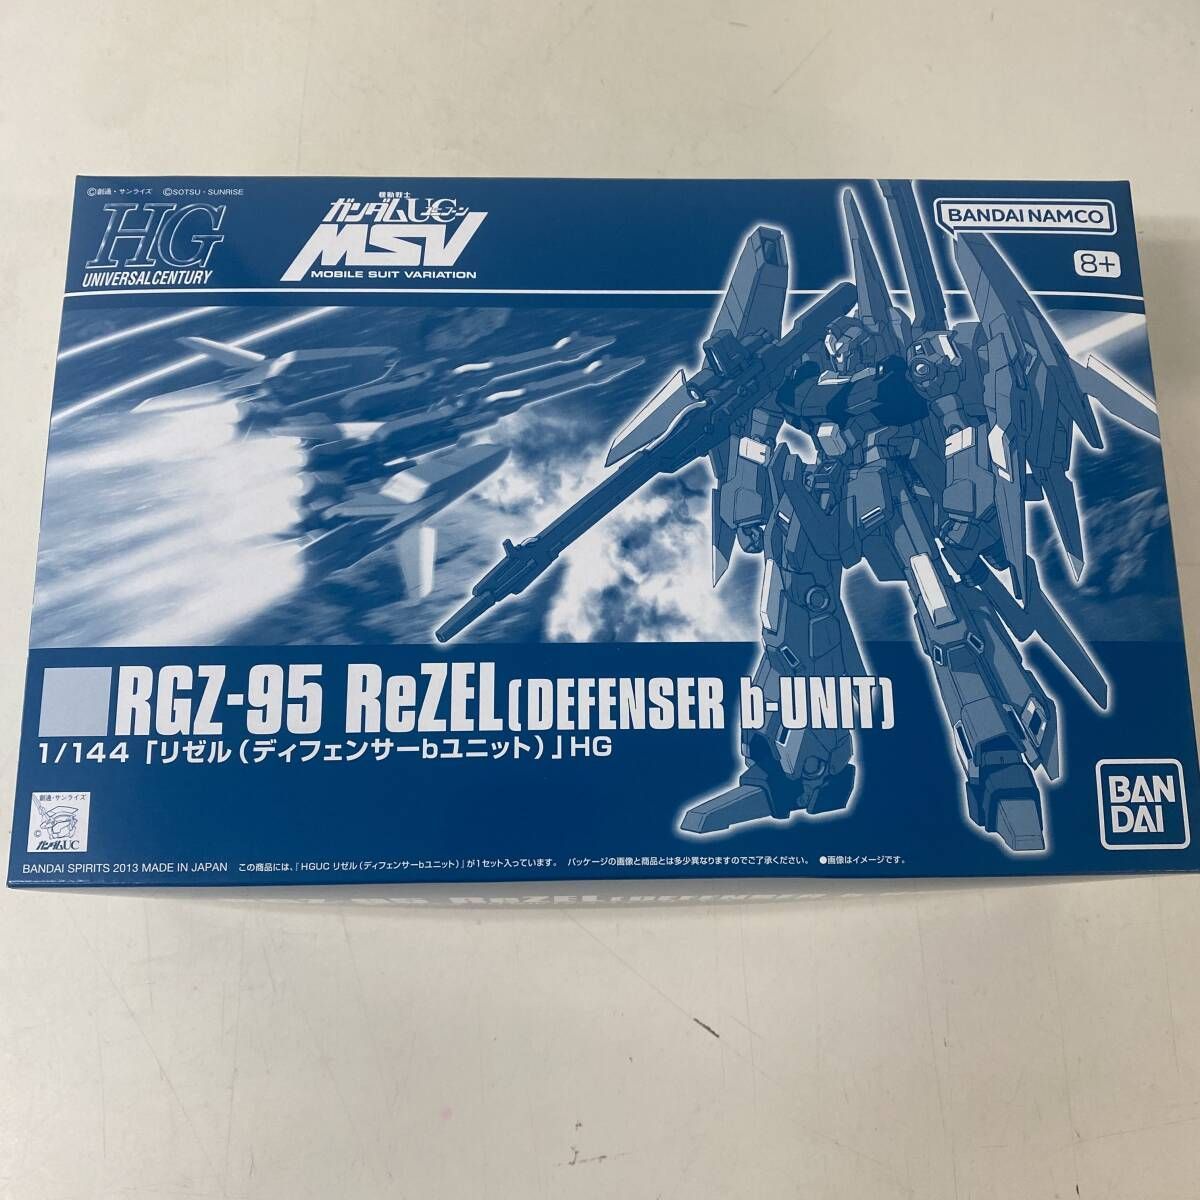 ©創通・サンライズ ©SOTSU・SUNRISE
HG
UNIVERSAL CENTURY
機動戦士
ガンダムUC
ユニコーン
MSV
MOBILE SUIT VARIATION
BANDAI NAMCO
8+
RGZ-95 ReZEL(DEFENSER b-UNIT)
1/144「リゼル(ディフェンサーbユニット)」HG
創通・サンライズ
©
ガンダムUC
BAN
DAI
BANDAI SPIRITS 2013 MADE IN JAPAN この商品には、「HGUC リゼル(ディフェンサーbユニット)」が1セット入っています。 パッケージの画像と商品とは多少異なりますのでご了承ください。 ●画像はイメージです。